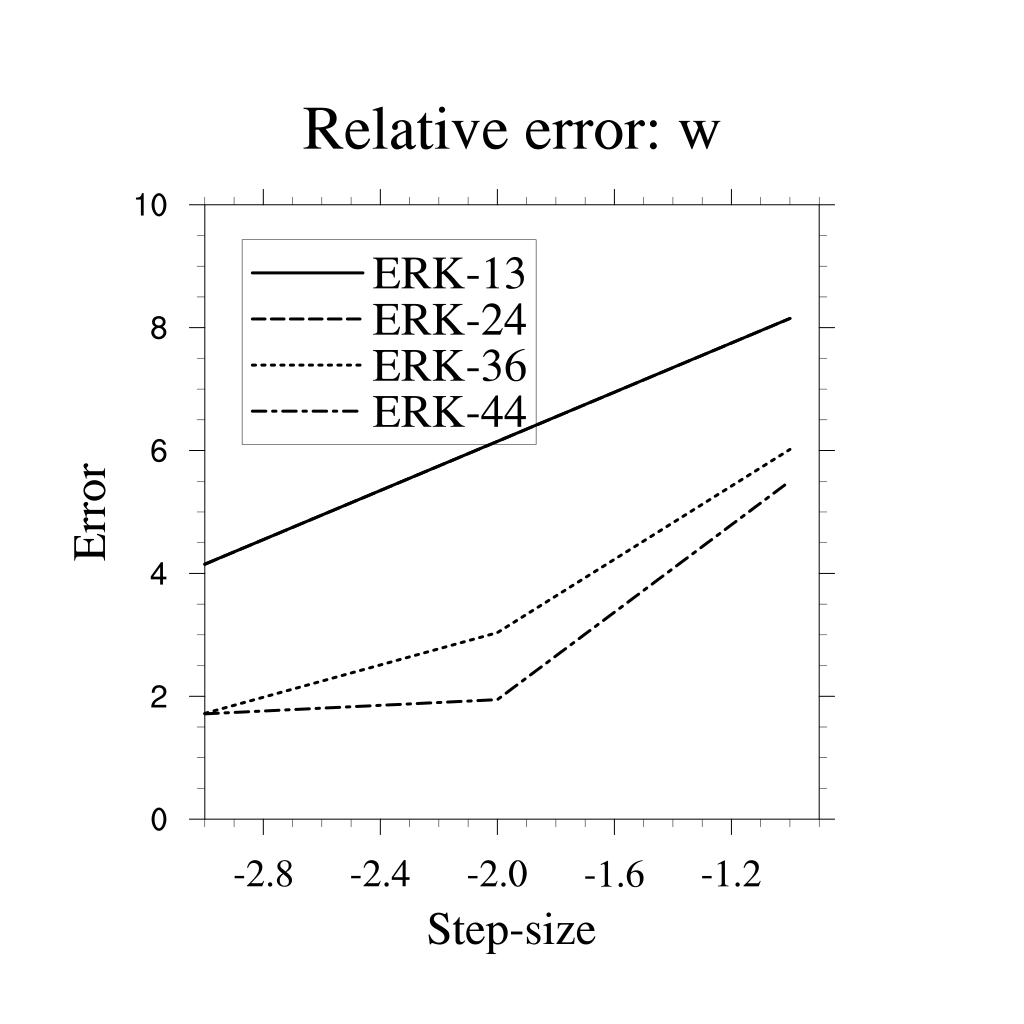 Relative error: w
10
8
6
4
2
0
Error
ERK-13
ERK-24
ERK-36
ERK-44
-2.8 -2.4 -2.0 -1.6 -1.2
Step-size